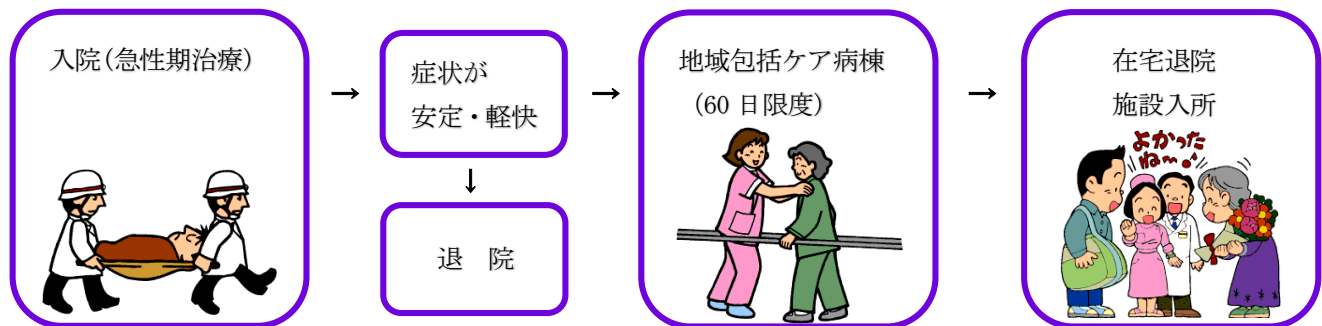 入院（急性期治療）
症状が
安定・軽快
退　院
地域包括ケア病棟
（60 日限度）
在宅退院
施設入所
よかった
ね〜♪